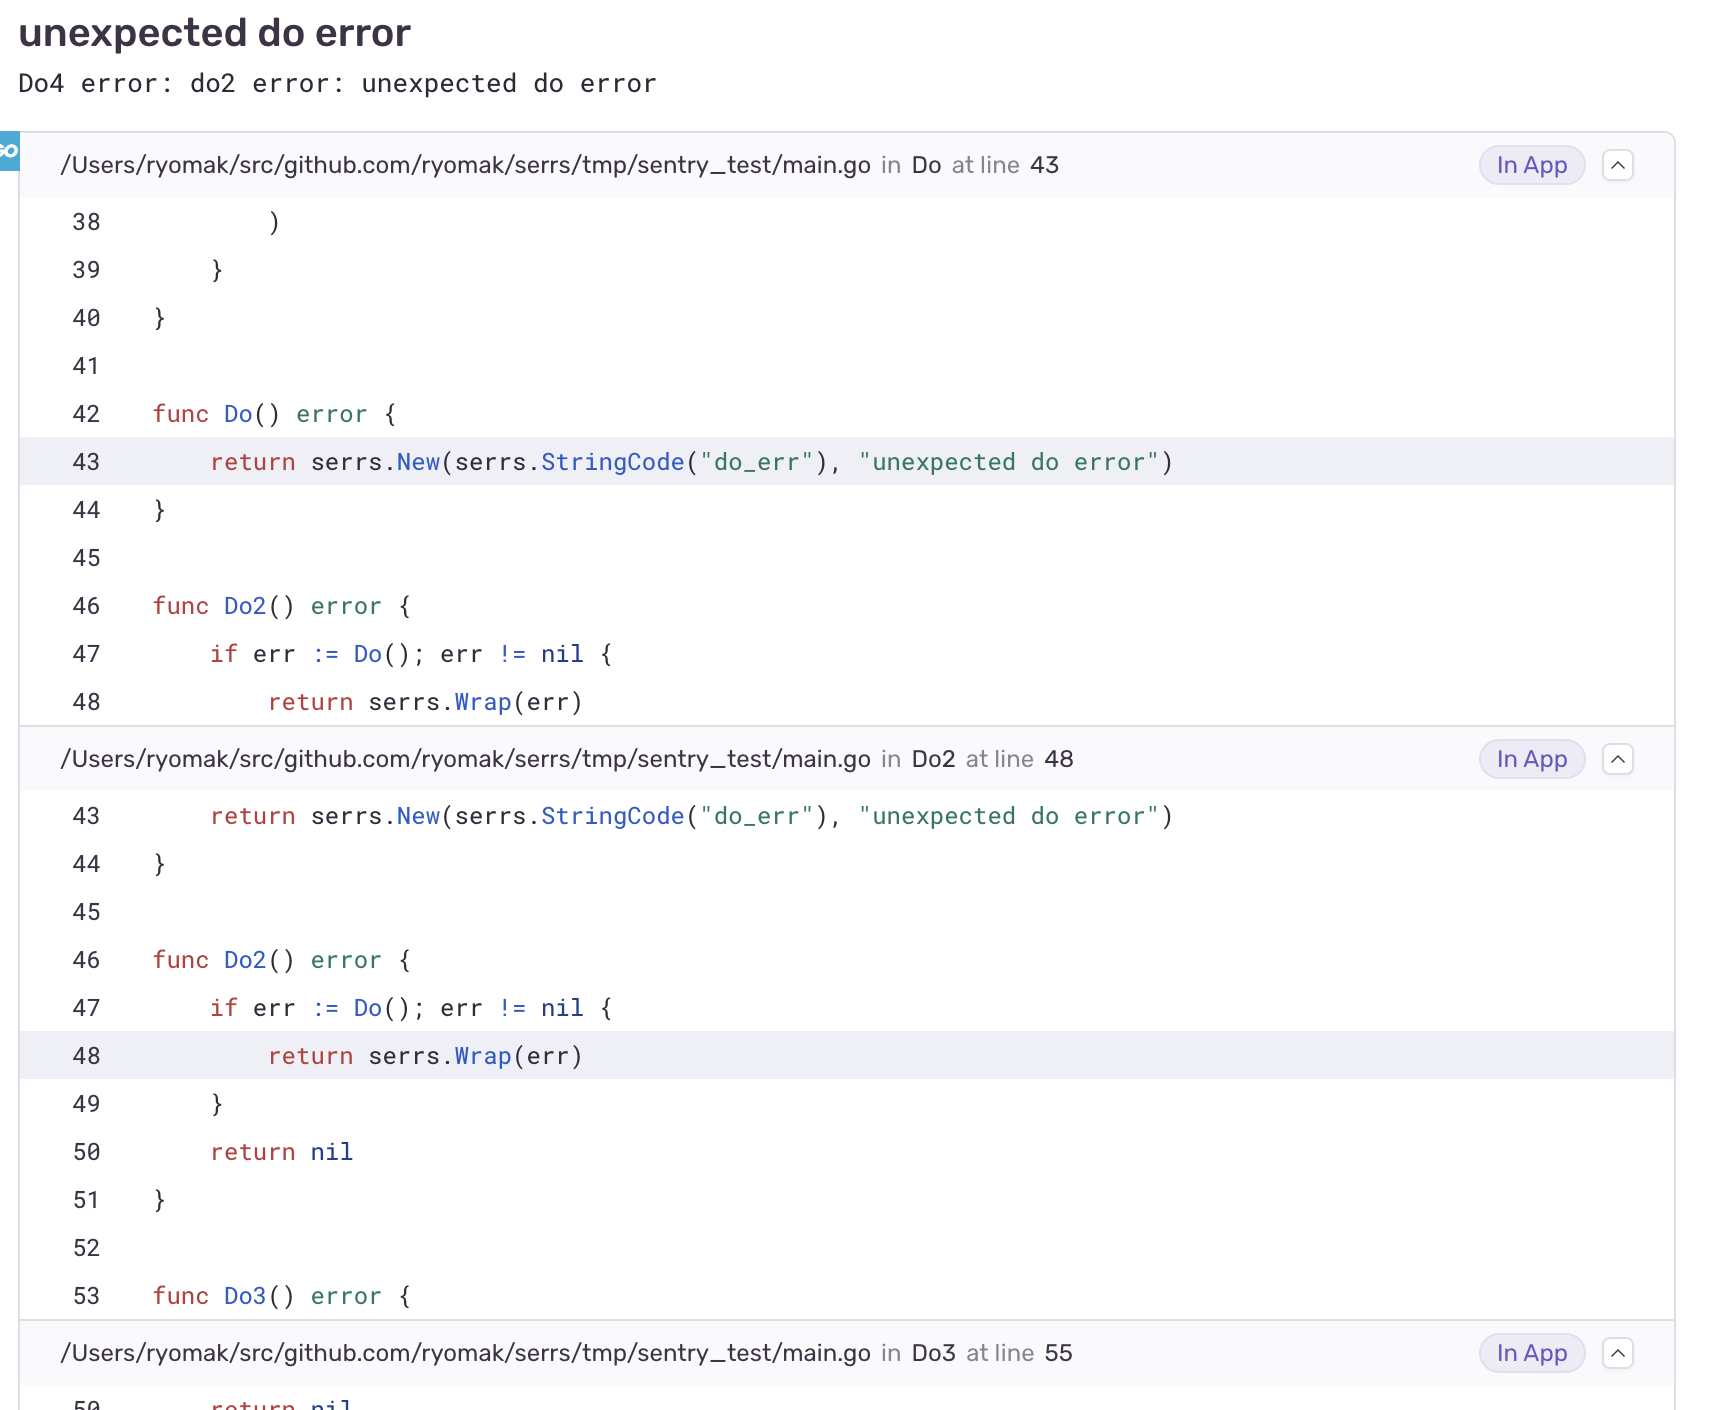 unexpected do error
Do4 error: do2 error: unexpected do error
GO
/Users/ryomak/src/github.com/ryomak/serrs/tmp/sentry_test/main.go in Do at line 43 In App
38 )
39 }
40 }
41
42 func Do() error {
43 return serrs.New(serrs.StringCode("do_err"), "unexpected do error")
44 }
45
46 func Do2() error {
47 if err := Do(); err != nil {
48 return serrs.Wrap(err)
/Users/ryomak/src/github.com/ryomak/serrs/tmp/sentry_test/main.go in Do2 at line 48 In App
43 return serrs.New(serrs.StringCode("do_err"), "unexpected do error")
44 }
45
46 func Do2() error {
47 if err := Do(); err != nil {
48 return serrs.Wrap(err)
49 }
50 return nil
51 }
52
53 func Do3() error {
/Users/ryomak/src/github.com/ryomak/serrs/tmp/sentry_test/main.go in Do3 at line 55 In App
50 return nil